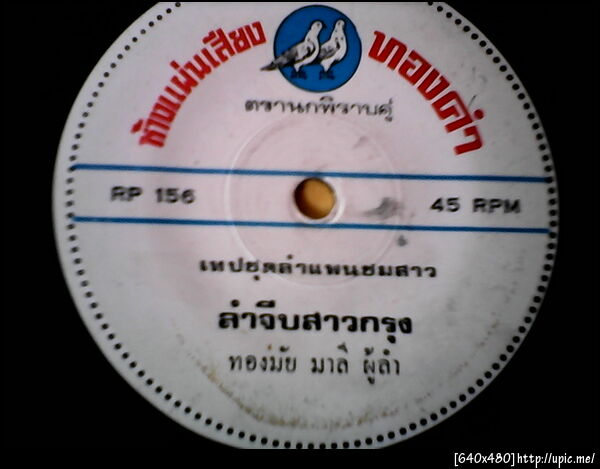 ห้างแผ่นเสียง ทองคำ
ตรานกพิราบคู่
RP 156
45 RPM
เทปชุดลำแพนชมสาว
ลำจีบสาวกรุง
ทองมัย มาลี ผู้ลำ
[640x480]http://upic.me/